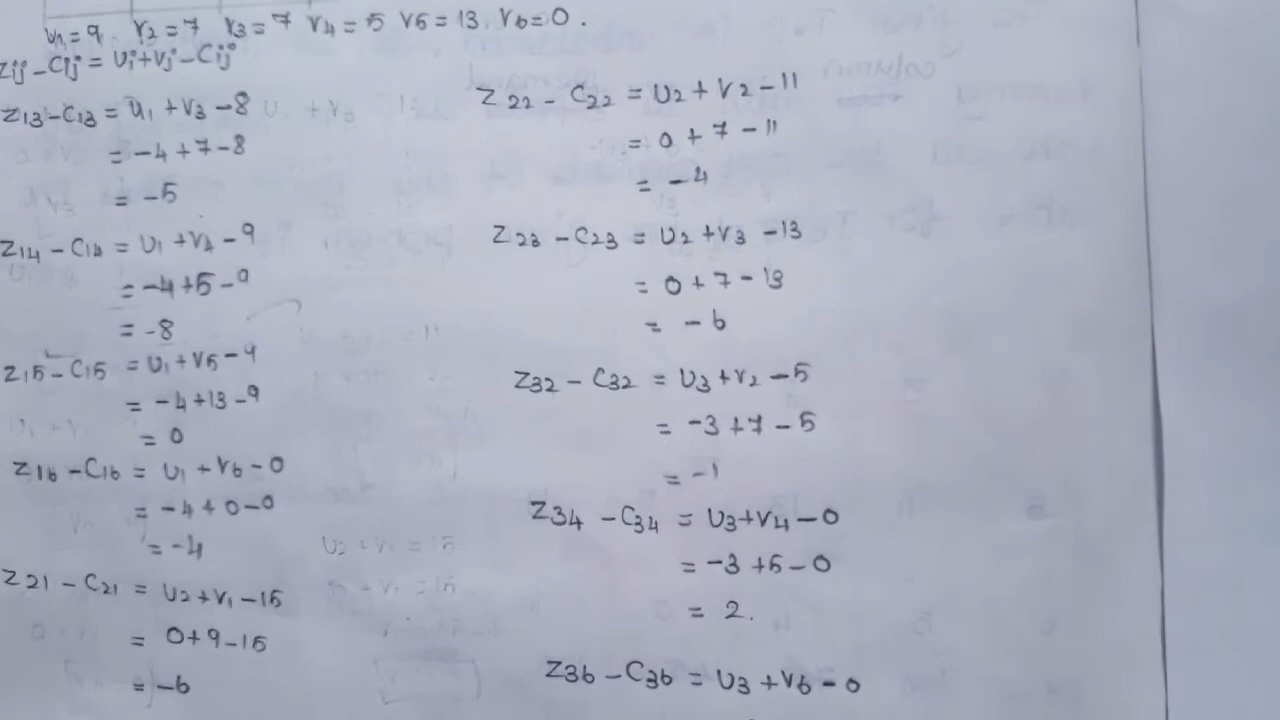 V1 = 9 V2 = 7 V3 = 7 V4 = 5 V5 = 13 V6 = 0.
Zij - Cij = Ui + Vj - Cij
Z13 - C13 = U1 + V3 - 8
= -4 + 7 - 8
= -5
Z14 - C14 = U1 + V4 - 9
= -4 + 5 - 9
= -8
Z15 - C15 = U1 + V5 - 9
= -4 + 13 - 9
= 0
Z16 - C16 = U1 + V6 - 0
= -4 + 0 - 0
= -4
Z21 - C21 = U2 + V1 - 15
= 0 + 9 - 15
= -6
Z22 - C22 = U2 + V2 - 11
= 0 + 7 - 11
= -4
Z23 - C23 = U2 + V3 - 13
= 0 + 7 - 13
= -6
Z32 - C32 = U3 + V2 - 5
= -3 + 7 - 5
= -1
Z34 - C34 = U3 + V4 - 0
= -3 + 5 - 0
= 2.
Z36 - C36 = U3 + V6 - 0